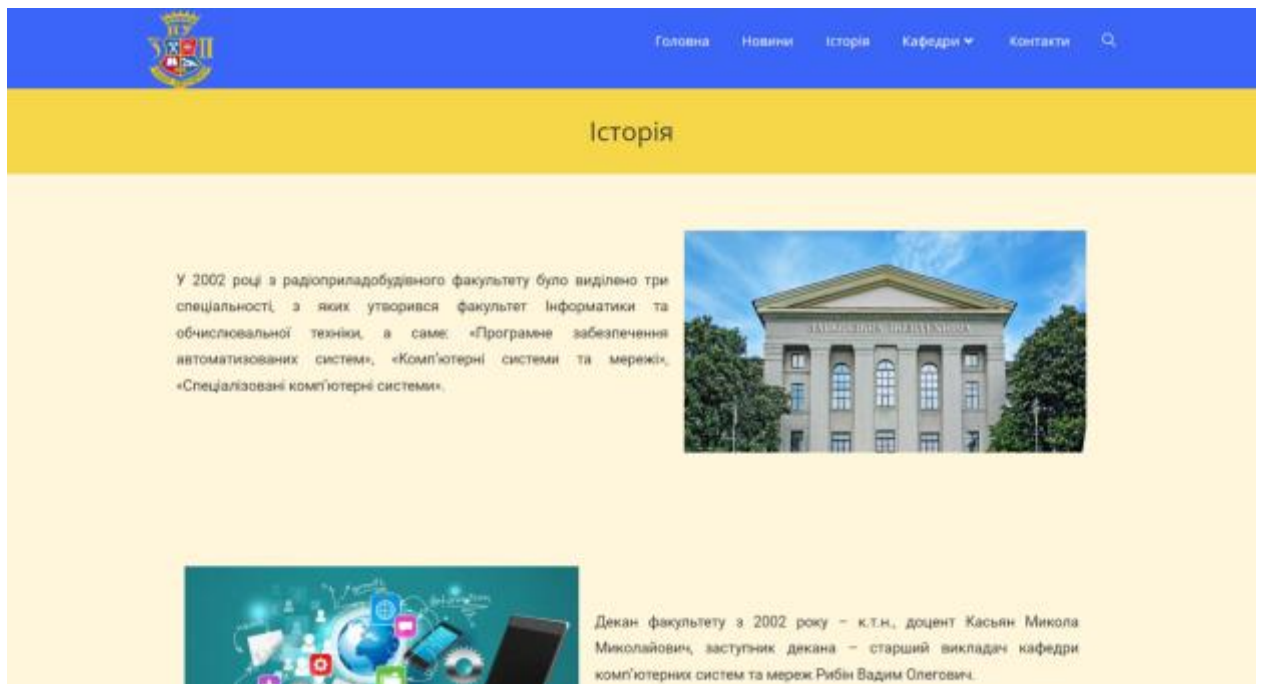 Головна Новини Історія Кафедри Контакти
Історія
У 2002 році з радіоприладобудівного факультету було виділено три
спеціальності, з яких утворився факультет Інформатики та
обчислювальної техніки, а саме: «Програмне забезпечення
автоматизованих систем», «Комп'ютерні системи та мережі»,
«Спеціалізовані комп'ютерні системи».
Декан факультету з 2002 року – к.т.н., доцент Касьян Микола
Миколайович, заступник декана – старший викладач кафедри
комп'ютерних систем та мереж Рибін Вадим Олегович.